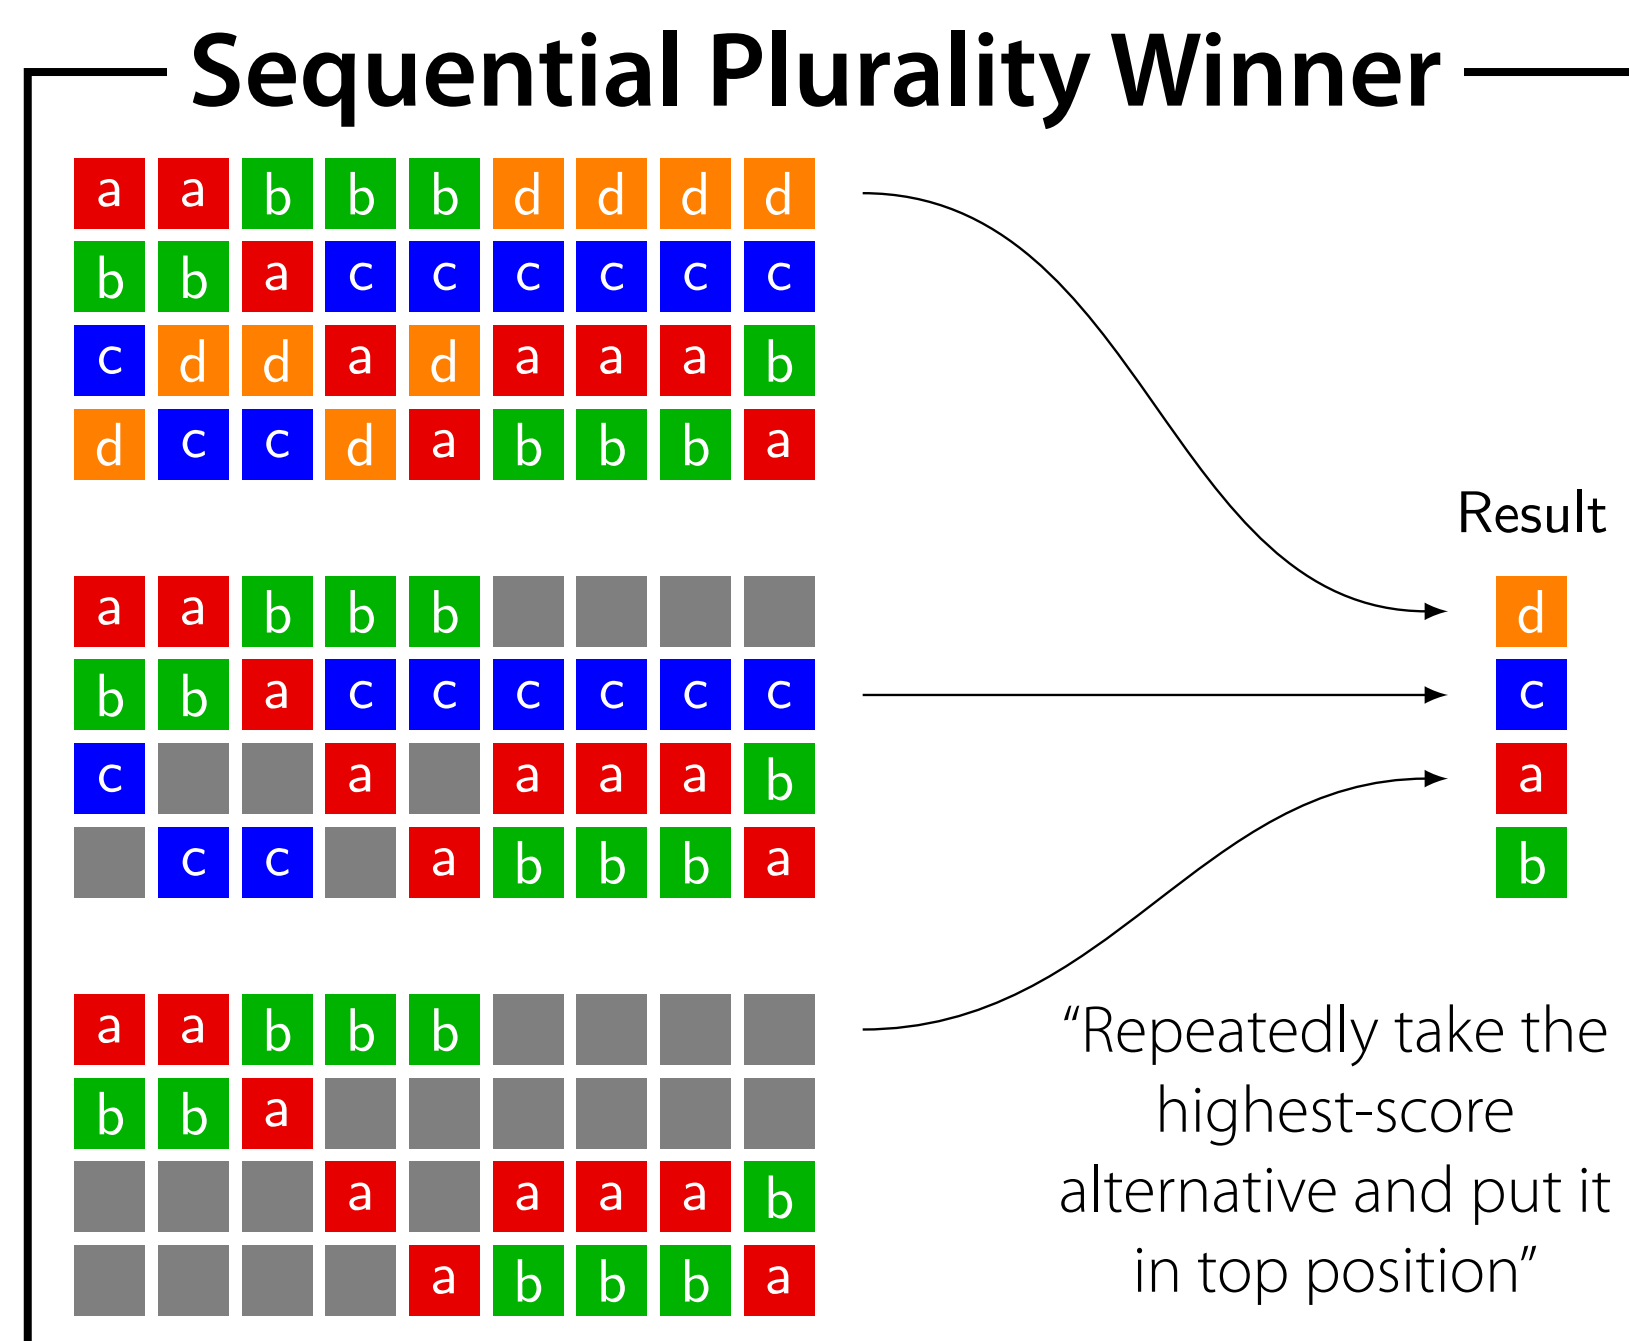 Sequential Plurality Winner
a a b b b d d d d
b b a c c c c c c
c d d a d a a a b
d c c d a b b b a
Result
a a b b b
d
b b a c c c c c c
c
c a a a a b
a
c c a b b b a
b
a a b b b
"Repeatedly take the
b b a
highest-score
a a a a b
alternative and put it
a b b b a
in top position"